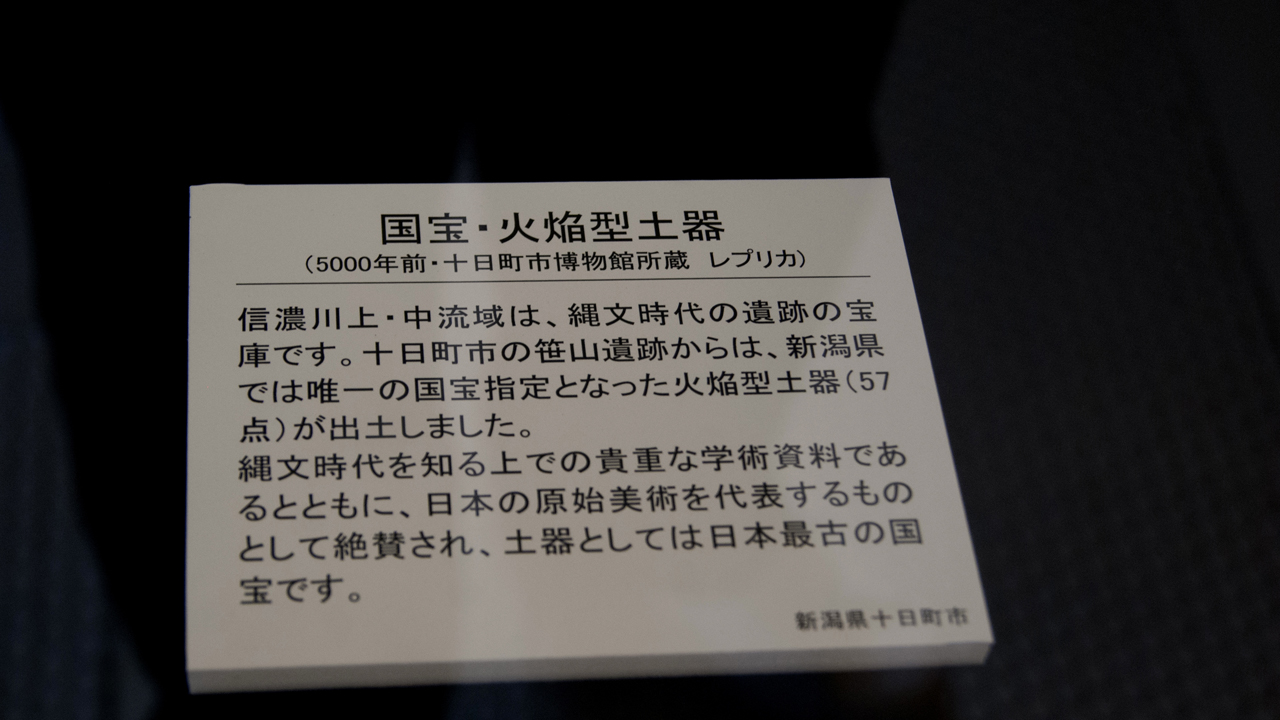 国宝・火焔型土器
（5000年前・十日町市博物館所蔵　レプリカ）
信濃川上・中流域は、縄文時代の遺跡の宝
庫です。十日町市の笹山遺跡からは、新潟県
では唯一の国宝指定となった火焔型土器（57
点）が出土しました。
縄文時代を知る上での貴重な学術資料であ
るとともに、日本の原始美術を代表するもの
として絶賛され、土器としては日本最古の国
宝です。
新潟県十日町市